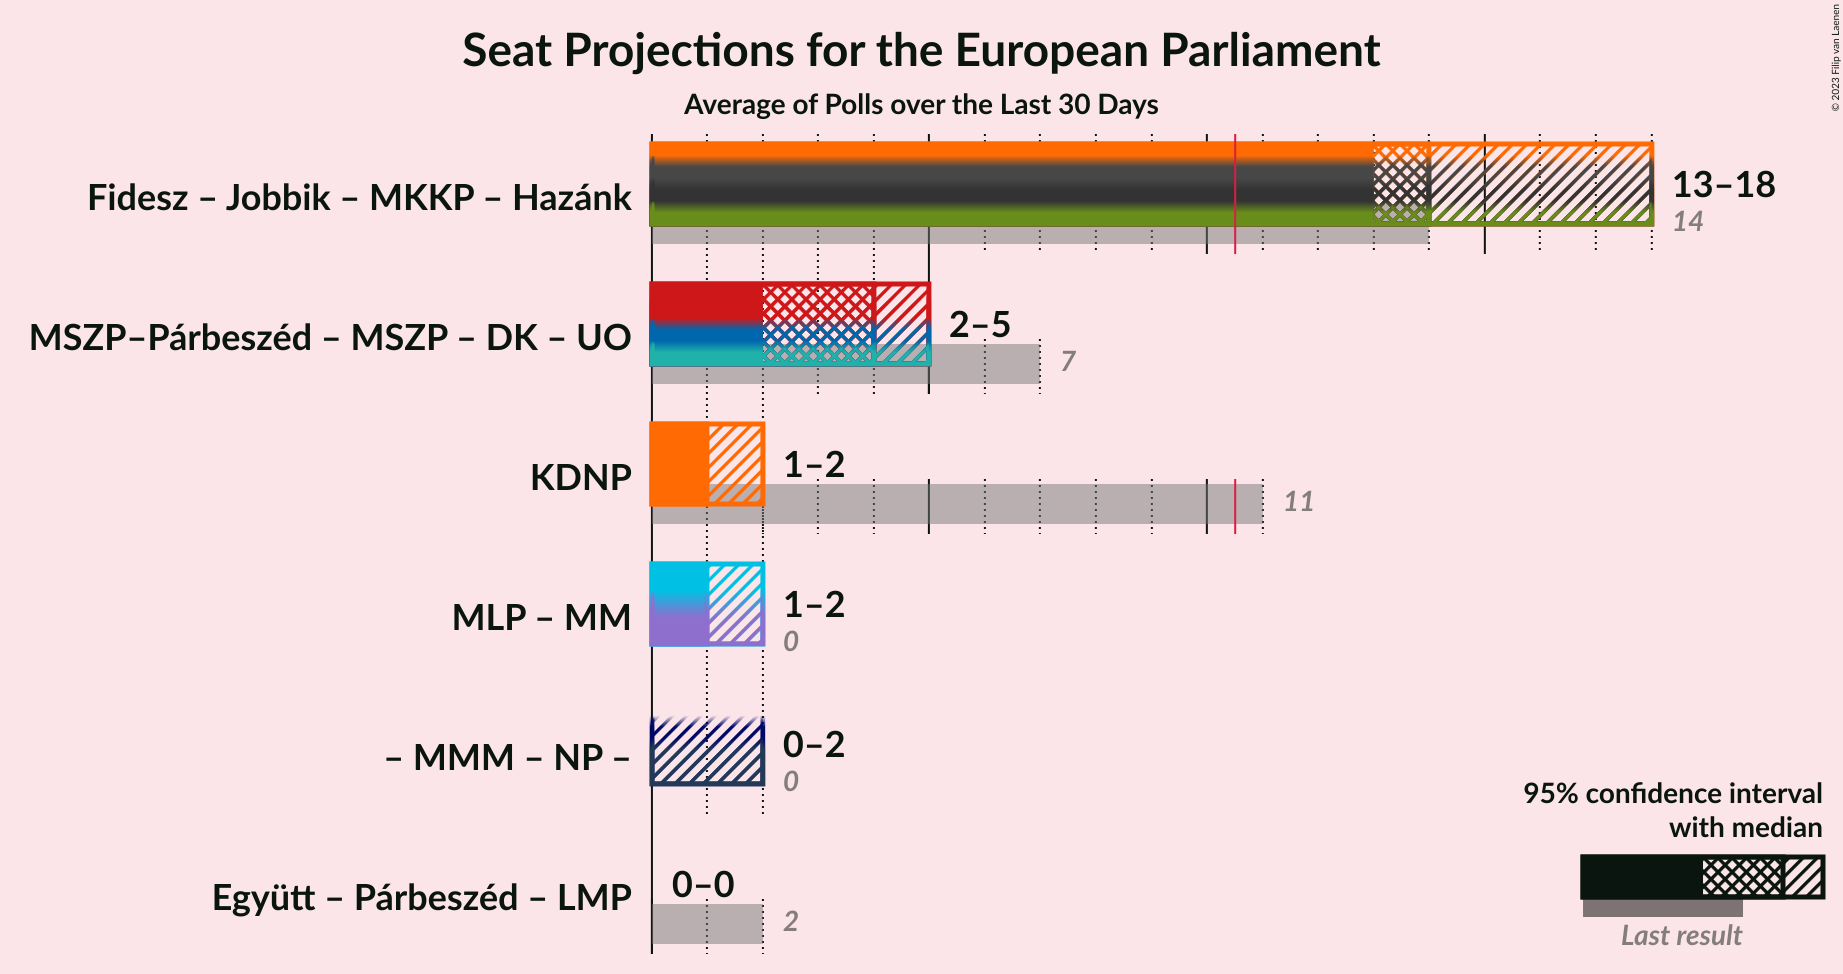 Seat Projections for the European Parliament
Average of Polls over the Last 30 Days
© 2023 Filip van Laenen
Fidesz – Jobbik – MKKP – Hazánk
13–18
14
MSZP–Párbeszéd – MSZP – DK – UO
2–5
7
KDNP
1–2
11
MLP – MM
1–2
0
– MMM – NP –
0–2
0
Együtt – Párbeszéd – LMP
0–0
2
95% confidence interval
with median
Last result